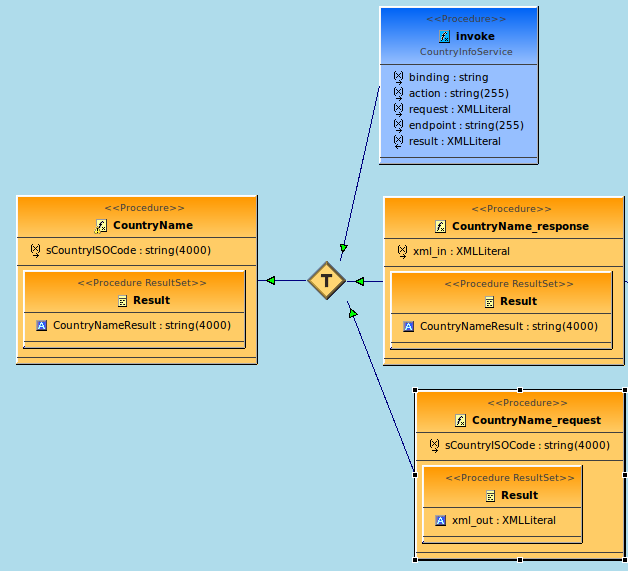 <<Procedure>>
invoke
CountryInfoService
binding : string
action : string(255)
request : XMLLiteral
endpoint : string(255)
result : XMLLiteral
<<Procedure>>
CountryName
sCountryISOCode : string(4000)
<<Procedure ResultSet>>
Result
A CountryNameResult : string(4000)
T
<<Procedure>>
CountryName_response
xml_in : XMLLiteral
<<Procedure ResultSet>>
Result
A CountryNameResult : string(4000)
<<Procedure>>
CountryName_request
sCountryISOCode : string(4000)
<<Procedure ResultSet>>
Result
A xml_out : XMLLiteral